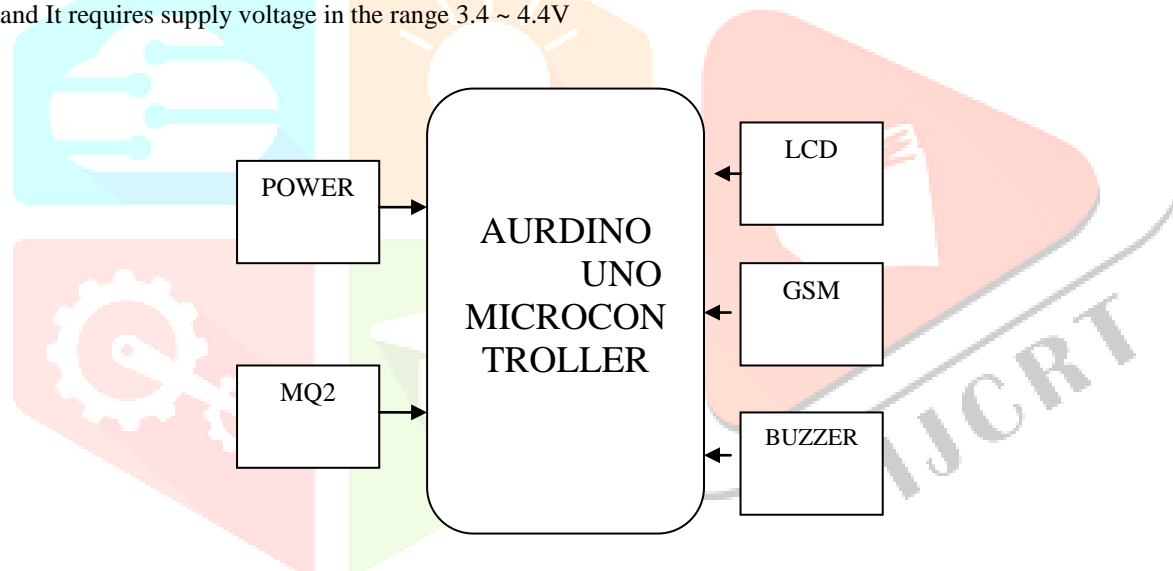 and It requires supply voltage in the range 3.4 ~ 4.4V
POWER
MQ2
AURDINO
UNO
MICROCON
TROLLER
LCD
GSM
BUZZER
IJCRT